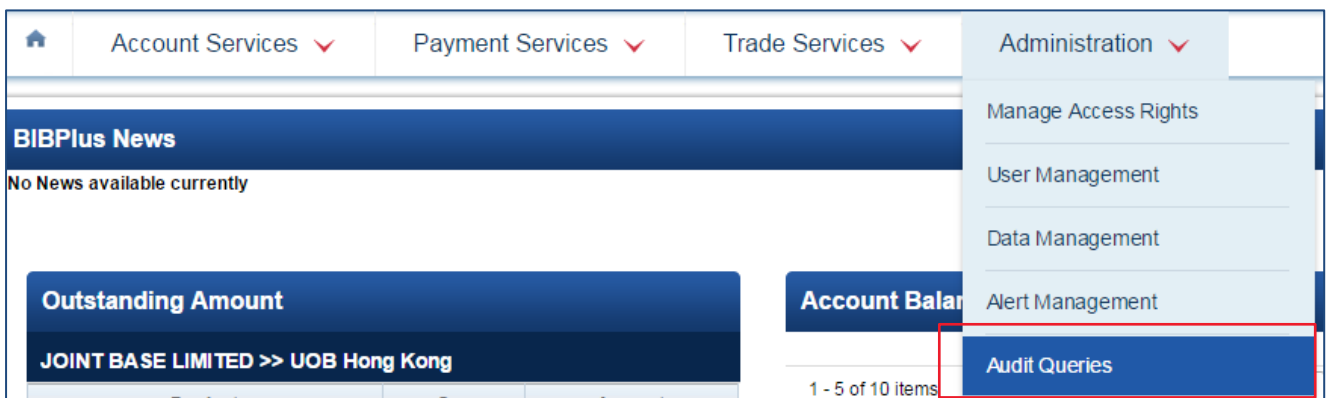 Account Services
Payment Services
Trade Services
Administration
Manage Access Rights
User Management
Data Management
Alert Management
Audit Queries
BIBPlus News
No News available currently
Outstanding Amount
JOINT BASE LIMITED >> UOB Hong Kong
Account
1 - 5 of 10 items